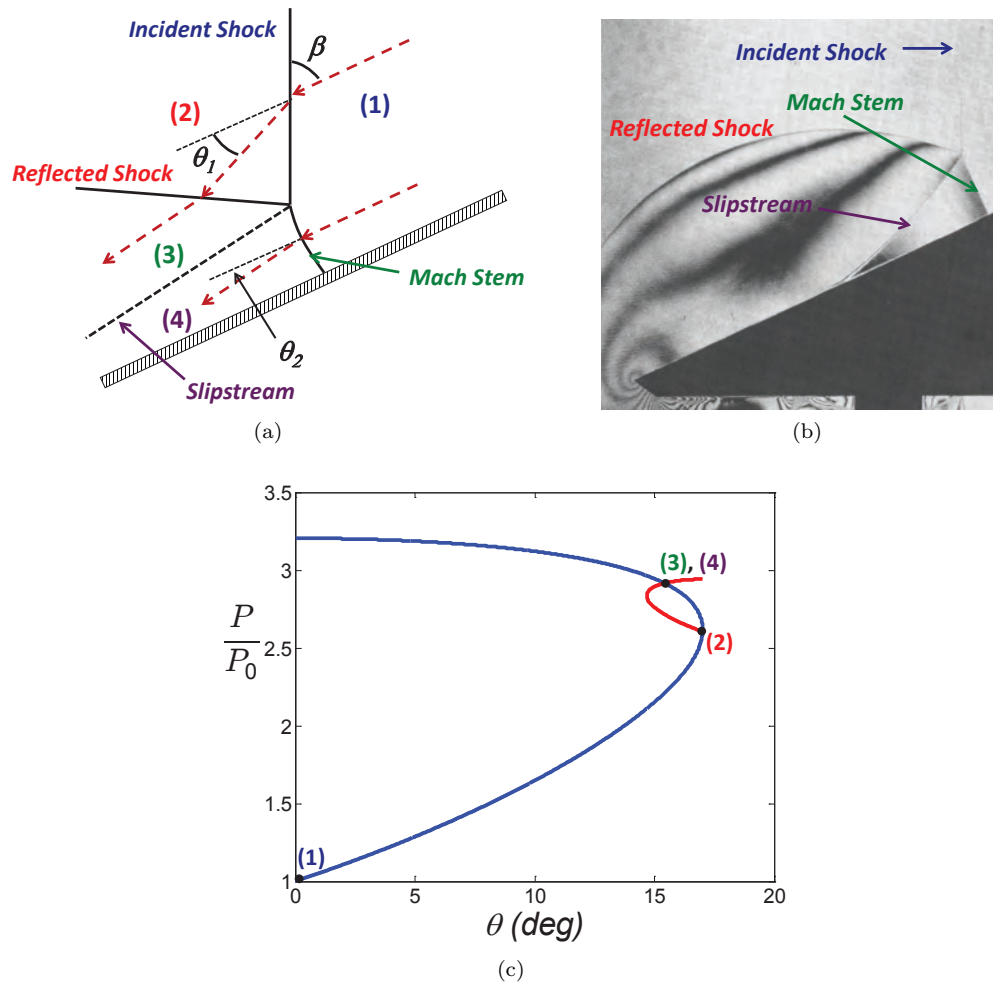 Incident Shock
β
(1)
(2)
θ1
Reflected Shock
(3)
Mach Stem
(4)
θ2
Slipstream
(a)
Incident Shock
Mach Stem
Reflected Shock
Slipstream
(b)
3.5
3
2.5
2
1.5
1
P
P0
(3), (4)
(2)
(1)
0
5
10
15
20
θ (deg)
(c)